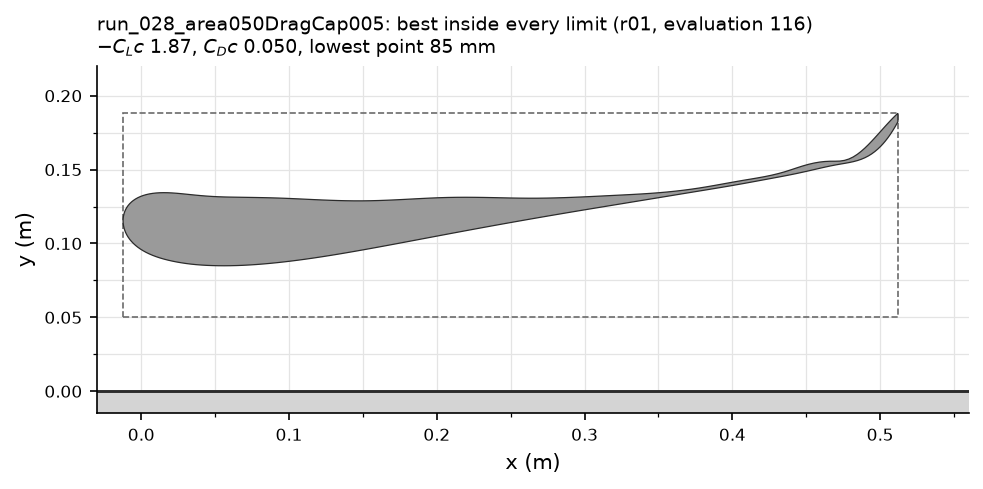 run_028_area050DragCap005: best inside every limit (r01, evaluation 116)
−C_Lc 1.87, C_Dc 0.050, lowest point 85 mm
y (m)
0.20
0.15
0.10
0.05
0.00
0.0 0.1 0.2 0.3 0.4 0.5
x (m)